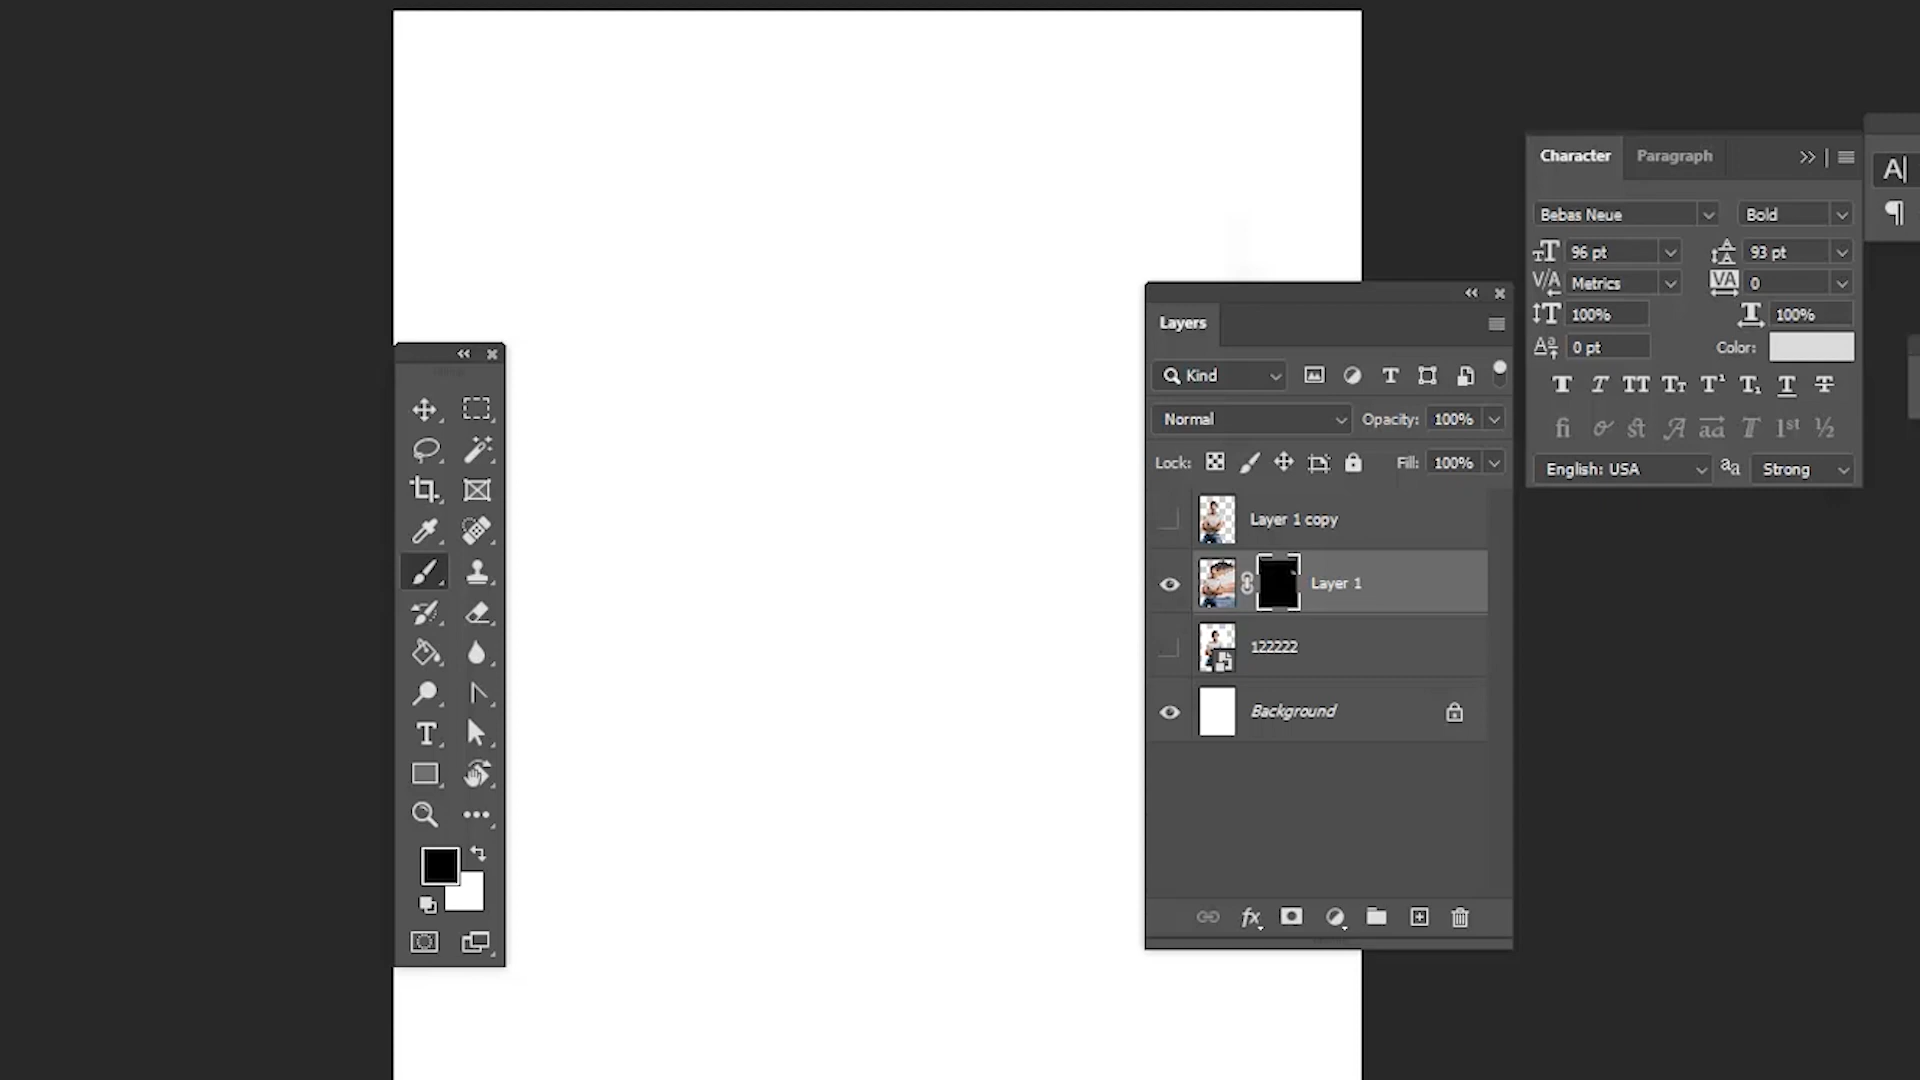 Character Paragraph
Bebas Neue Bold
96 pt 93 pt
Metrics 0
100% 100%
0 pt Color:
English: USA Strong
Layers
Kind
Normal Opacity: 100%
Lock: Fill: 100%
Layer 1 copy
Layer 1
122222
Background